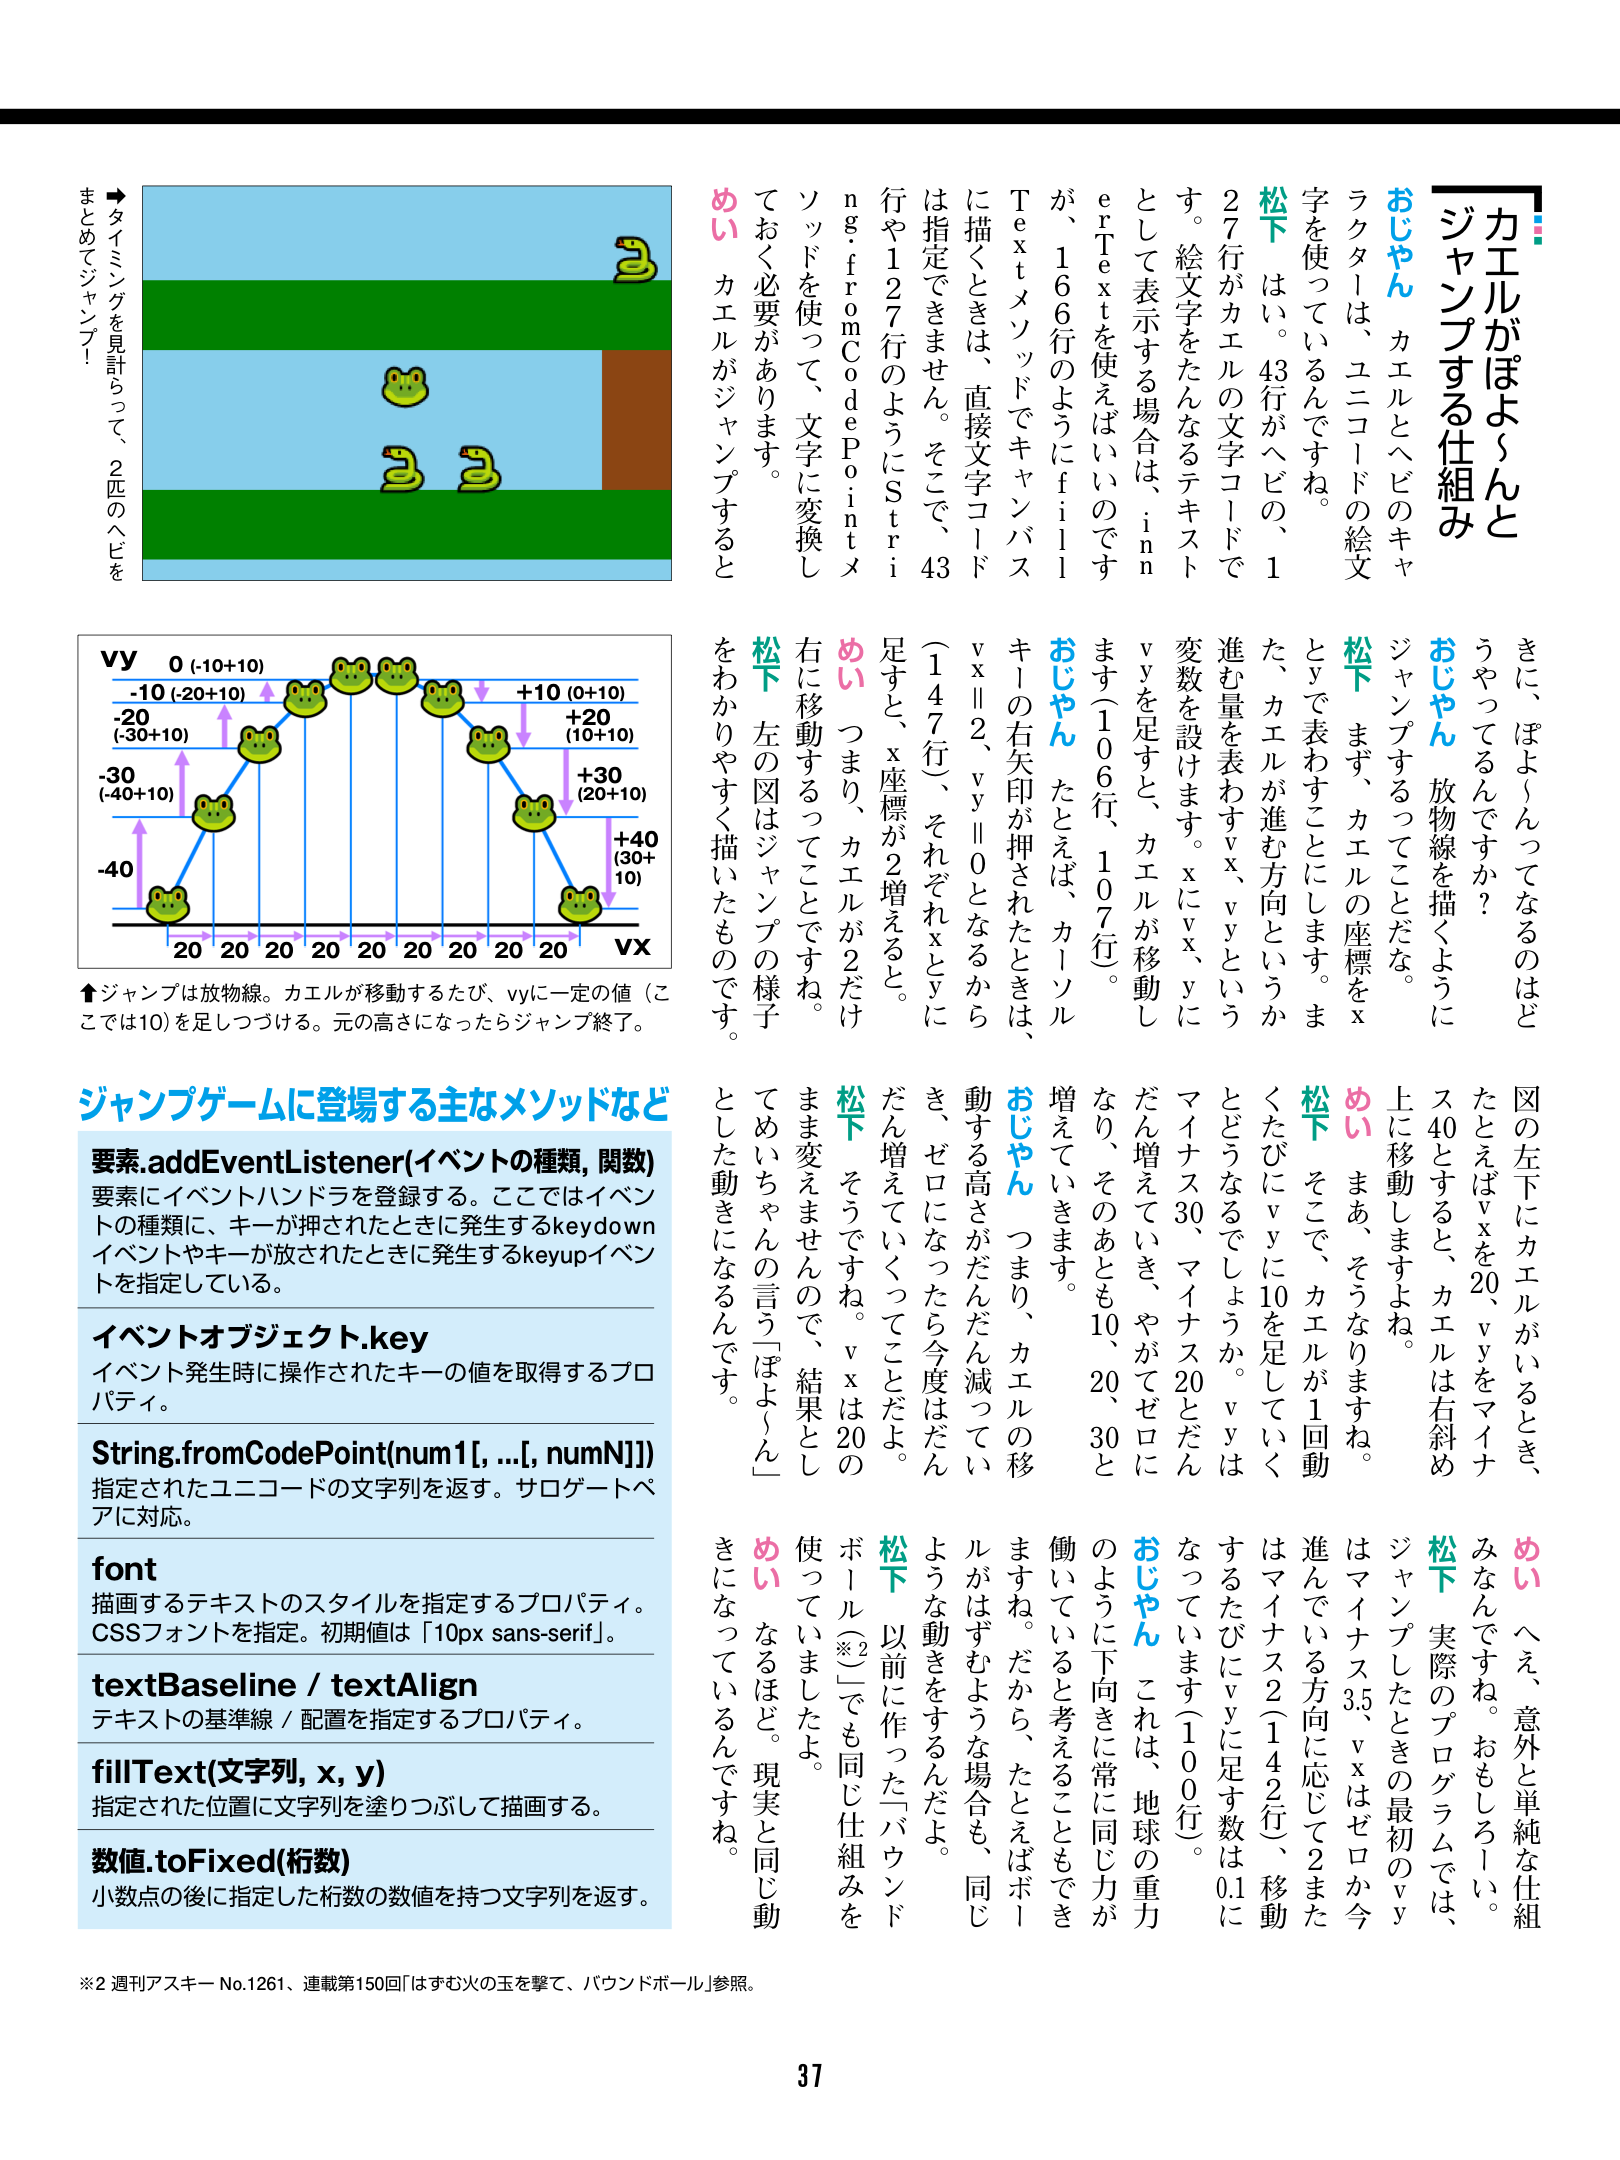 カエルがぽよ～んと
ジャンプする仕組み
おじやん　カエルとヘビのキャ
ラクターは、ユニコードの絵文
字を使っているんですね。
松下　はい。43行がヘビの、1
27行がカエルの文字コードで
す。絵文字をたんなるテキスト
として表示する場合は、inn
erTextを使えばいいのです
が、166行のようにfill
Textメソッドでキャンバス
に描くときは、直接文字コード
は指定できません。そこで、43
行や127行のようにStri
ng.fromCodePointメ
ソッドを使って、文字に変換し
ておく必要があります。
めい　カエルがジャンプすると
きに、ぽよ～んってなるのはど
うやってるんですか？
おじやん　放物線を描くように
ジャンプするってことだな。
松下　まず、カエルの座標をx
とyで表わすことにします。ま
た、カエルが進む方向というか
進む量を表わすvx、vyという
変数を設けます。xにvx、yに
vyを足すと、カエルが移動し
ます（106行、107行）。
おじやん　たとえば、カーソル
キーの右矢印が押されたときは、
vx＝2、vy＝0となるから
（147行）、それぞれxとyに
足すと、x座標が2増えると。
めい　つまり、カエルが2だけ
右に移動するってことですね。
松下　左の図はジャンプの様子
をわかりやすく描いたものです。
図の左下にカエルがいるとき、
たとえばvxを20、vyをマイナ
ス40とすると、カエルは右斜め
上に移動しますよね。
めい　まあ、そうなりますね。
松下　そこで、カエルが1回動
くたびにvyに10を足していく
とどうなるでしょうか。vyは
マイナス30、マイナス20とだん
だん増えていき、やがてゼロに
なり、そのあとも10、20、30と
増えていきます。
おじやん　つまり、カエルの移
動する高さがだんだん減ってい
き、ゼロになったら今度はだん
だん増えていくってことだよ。
松下　そうですね。vxは20の
まま変えませんので、結果とし
てめいちゃんの言う「ぽよ～ん」
とした動きになるんです。
めい　へえ、意外と単純な仕組
みなんですね。おもしろーい。
松下　実際のプログラムでは、
ジャンプしたときの最初のvy
はマイナス3.5、vxはゼロか今
進んでいる方向に応じて2また
はマイナス2（142行）、移動
するたびにvyに足す数は0.1に
なっています（100行）。
おじやん　これは、地球の重力
のように下向きに常に同じ力が
働いていると考えることもでき
ますね。だから、たとえばボー
ルがはずむような場合も、同じ
ような動きをするんだよ。
松下　以前に作った「バウンド
ボール（※2）」でも同じ仕組みを
使っていましたよ。
めい　なるほど。現実と同じ動
きになっているんですね。
➡タイミングを見計らって、2匹のヘビを
まとめてジャンプ！
vy
0 (-10+10)
-10 (-20+10)
-20
(-30+10)
-30
(-40+10)
-40
+10 (0+10)
+20
(10+10)
+30
(20+10)
+40
(30+
10)
20 20 20 20 20 20 20 20 20
vx
⬆ジャンプは放物線。カエルが移動するたび、vyに一定の値（こ
こでは10）を足しつづける。元の高さになったらジャンプ終了。
ジャンプゲームに登場する主なメソッドなど
要素.addEventListener(イベントの種類, 関数)
要素にイベントハンドラを登録する。ここではイベン
トの種類に、キーが押されたときに発生するkeydown
イベントやキーが放されたときに発生するkeyupイベン
トを指定している。
イベントオブジェクト.key
イベント発生時に操作されたキーの値を取得するプロ
パティ。
String.fromCodePoint(num1[, ...[, numN]])
指定されたユニコードの文字列を返す。サロゲートペ
アに対応。
font
描画するテキストのスタイルを指定するプロパティ。
CSSフォントを指定。初期値は「10px sans-serif」。
textBaseline / textAlign
テキストの基準線 / 配置を指定するプロパティ。
fillText(文字列, x, y)
指定された位置に文字列を塗りつぶして描画する。
数値.toFixed(桁数)
小数点の後に指定した桁数の数値を持つ文字列を返す。
※2 週刊アスキー No.1261、連載第150回「はずむ火の玉を撃て、バウンドボール」参照。
37